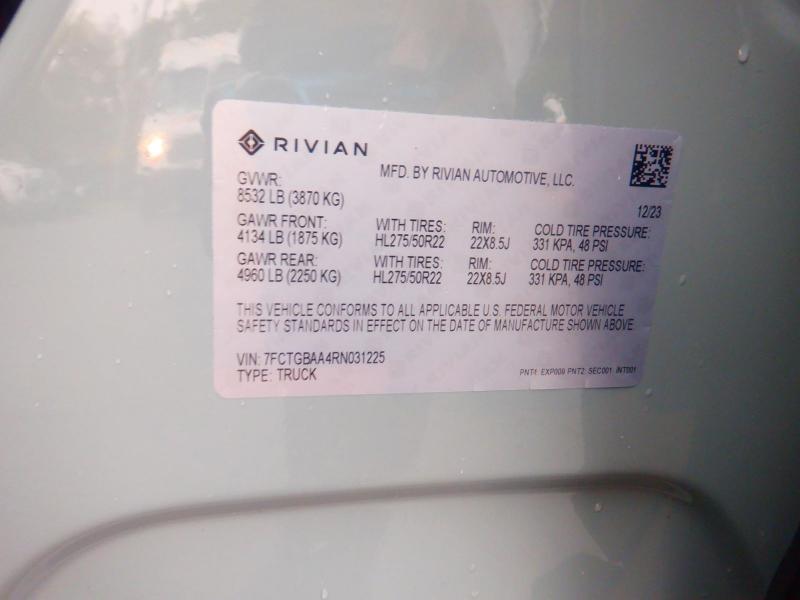 RIVIAN
MFD. BY RIVIAN AUTOMOTIVE, LLC.
12/23
GVWR:
8532 LB (3870 KG)
GAWR FRONT: WITH TIRES: RIM: COLD TIRE PRESSURE:
4134 LB (1875 KG) HL275/50R22 22X8.5J 331 KPA, 48 PSI
GAWR REAR: WITH TIRES: RIM: COLD TIRE PRESSURE:
4960 LB (2250 KG) HL275/50R22 22X8.5J 331 KPA, 48 PSI
THIS VEHICLE CONFORMS TO ALL APPLICABLE U.S. FEDERAL MOTOR VEHICLE
SAFETY STANDARDS IN EFFECT ON THE DATE OF MANUFACTURE SHOWN ABOVE
VIN: 7FCTGBAA4RN031225
TYPE: TRUCK
PNT1: EXP009 PNT2: SEC001 INT001